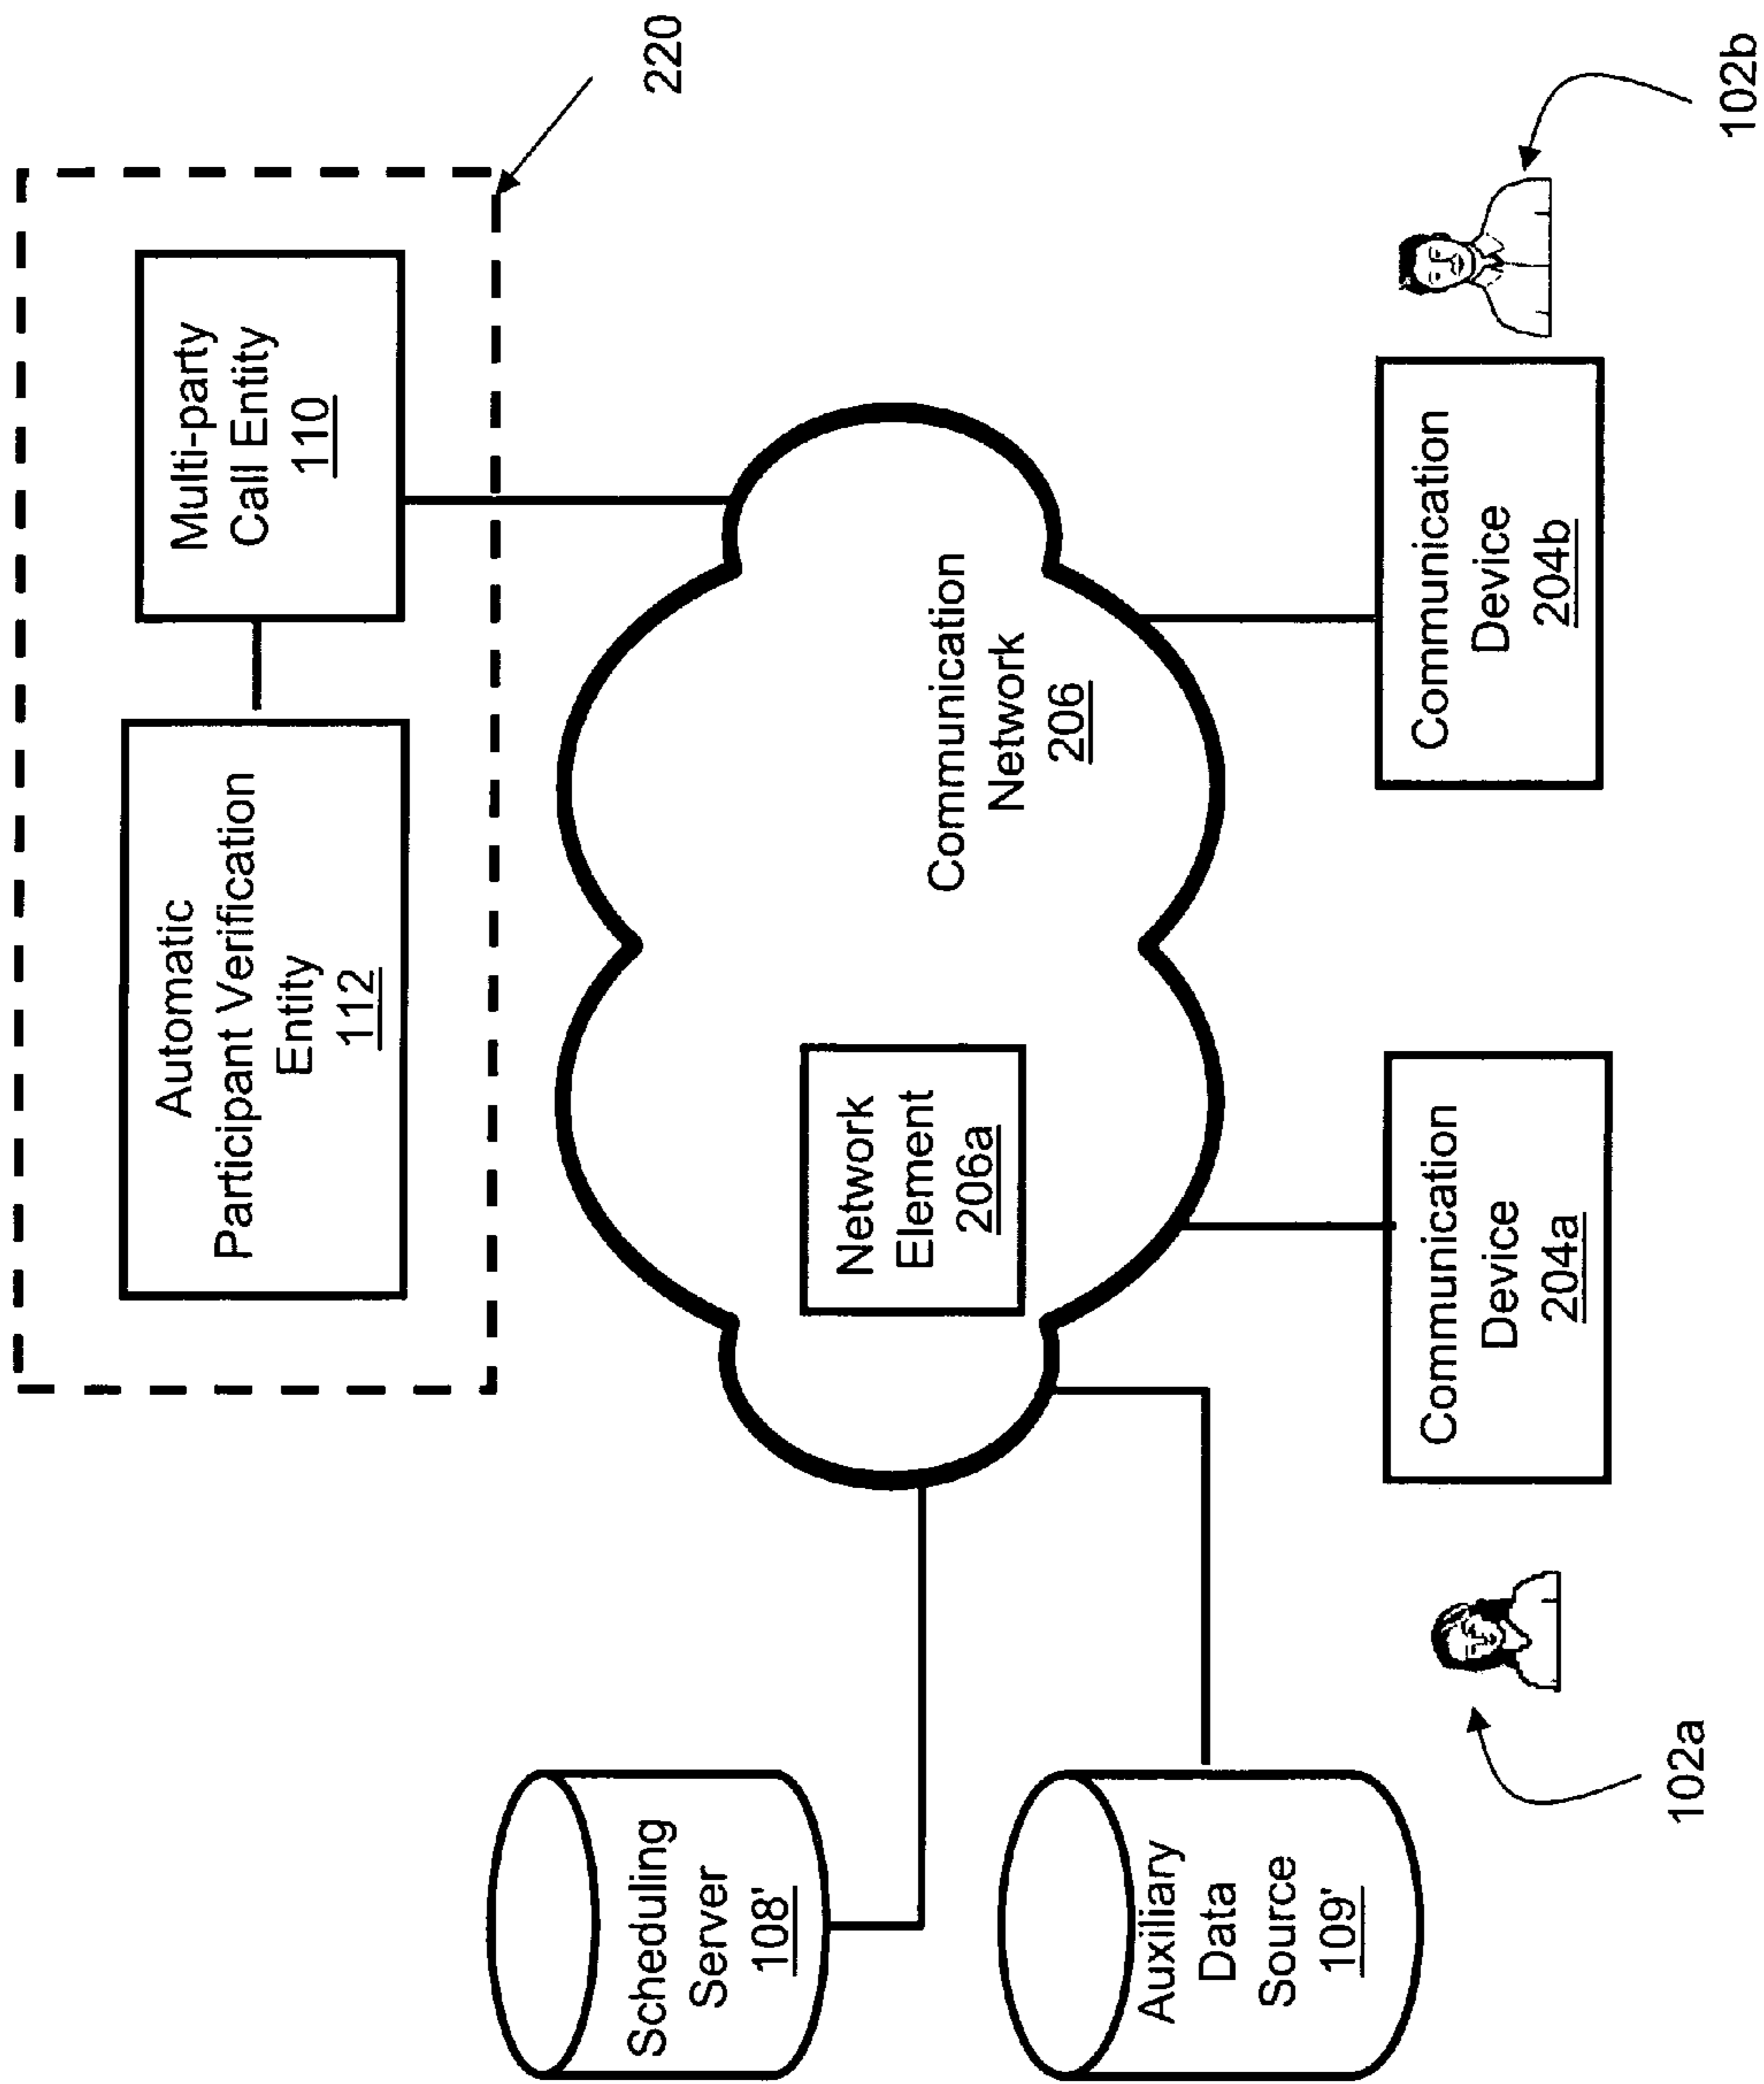 220
Automatic
Participant Verification
Entity
112
Multi-party
Call Entity
110
Scheduling
Server
108'
Network
Element
206a
Communication
Network
206
Auxiliary
Data
Source
109'
Communication
Device
204a
Communication
Device
204b
102a
102b